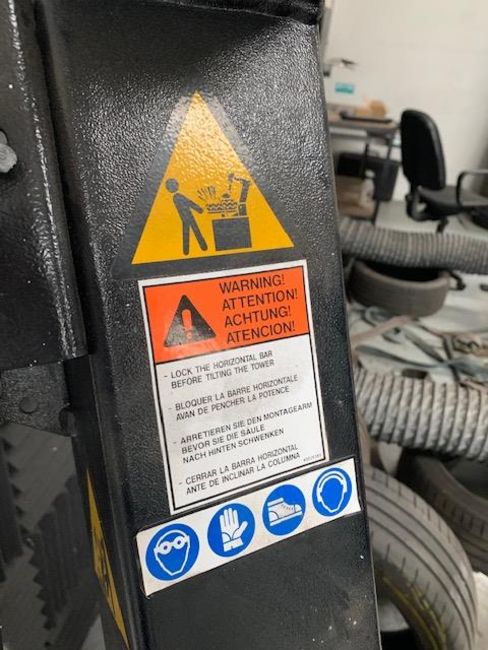 WARNING!
ATTENTION!
ACHTUNG!
ATENCION!
- LOCK THE HORIZONTAL BAR
BEFORE TILTING THE TOWER
- BLOQUER LA BARRE HORIZONTALE
AVAN DE PENCHER LA POTENCE
- ARRETIEREN SIE DEN MONTAGEARM
BEVOR SIE DIE SAULE
NACH HINTEN SCHWENKEN
- CERRAR LA BARRA HORIZONTAL
ANTE DE INCLINAR LA COLUMNA